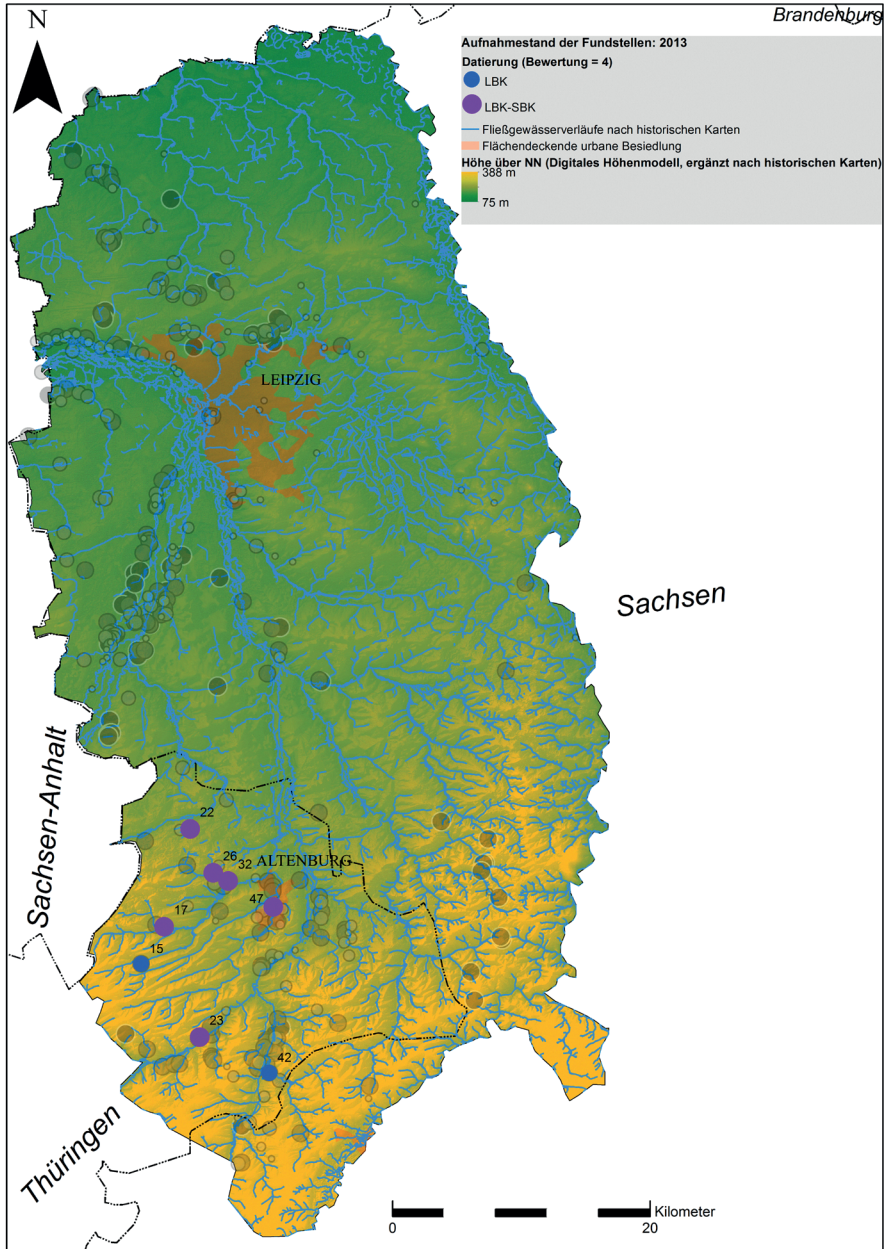 N
Brandenburg
Aufnahmestand der Fundstellen: 2013
Datierung (Bewertung = 4)
LBK
LBK-SBK
Fließgewässerverläufe nach historischen Karten
Flächendeckende urbane Besiedlung
Höhe über NN (Digitales Höhenmodell, ergänzt nach historischen Karten)
388 m
75 m
LEIPZIG
Sachsen
Sachsen-Anhalt
22
26
32
ALTENBURG
47
17
15
23
42
Thüringen
Kilometer
0
20